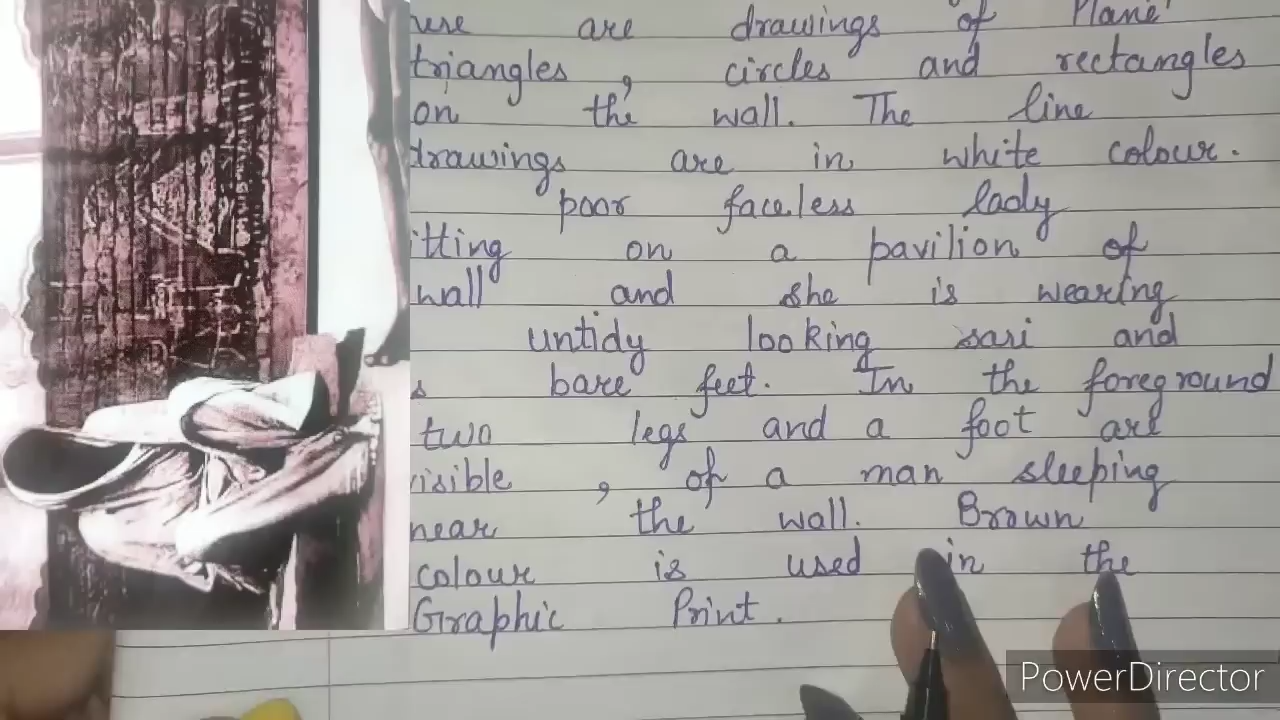 are drawings of Plane
triangles, circles and rectangles
on the wall. The line
drawings are in white colour.
poor faceless lady
itting on a pavilion of
wall and she is wearing
untidy looking sari and
s bare feet. In the foreground
two legs and a foot are
isible, of a man sleeping
near the wall. Brown
colour is used in the
Graphic Print.
PowerDirector